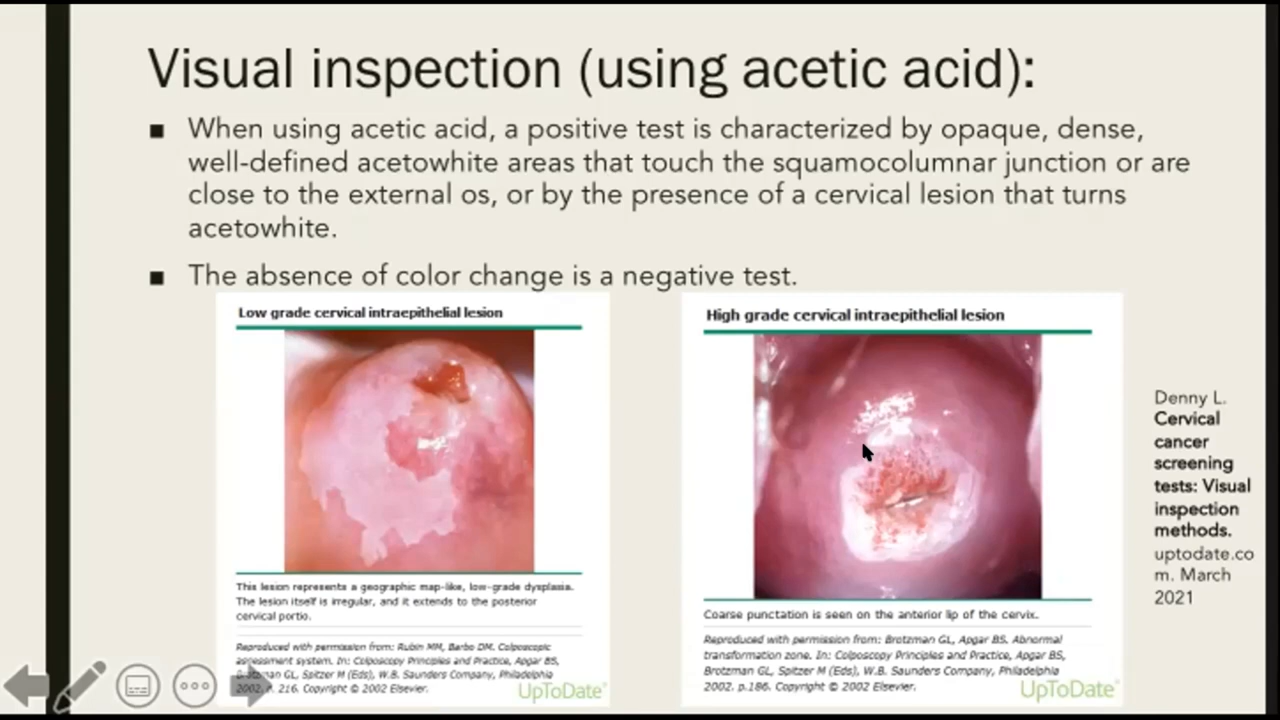 Visual inspection (using acetic acid):
■ When using acetic acid, a positive test is characterized by opaque, dense,
well-defined acetowhite areas that touch the squamocolumnar junction or are
close to the external os, or by the presence of a cervical lesion that turns
acetowhite.
■ The absence of color change is a negative test.
Low grade cervical intraepithelial lesion
This lesion represents a geographic map-like, low-grade dysplasia.
The lesion itself is irregular, and it extends to the posterior
cervical portio.
Reproduced with permission from: Rubin MM, Barbo DM. Colposcopic
assessment system. In: Colposcopy Principles and Practice, Apgar BS,
Brotzman GL, Spitzer M (Eds), W.B. Saunders Company, Philadelphia
2002. p. 216. Copyright © 2002 Elsevier.
UpToDate®
High grade cervical intraepithelial lesion
Coarse punctation is seen on the anterior lip of the cervix.
Reproduced with permission from: Brotzman GL, Apgar BS. Abnormal
transformation zone. In: Colposcopy Principles and Practice, Apgar BS,
Brotzman GL, Spitzer M (Eds), W.B. Saunders Company, Philadelphia
2002. p.186. Copyright © 2002 Elsevier.
UpToDate®
Denny L.
Cervical
cancer
screening
tests: Visual
inspection
methods.
uptodate.co
m. March
2021